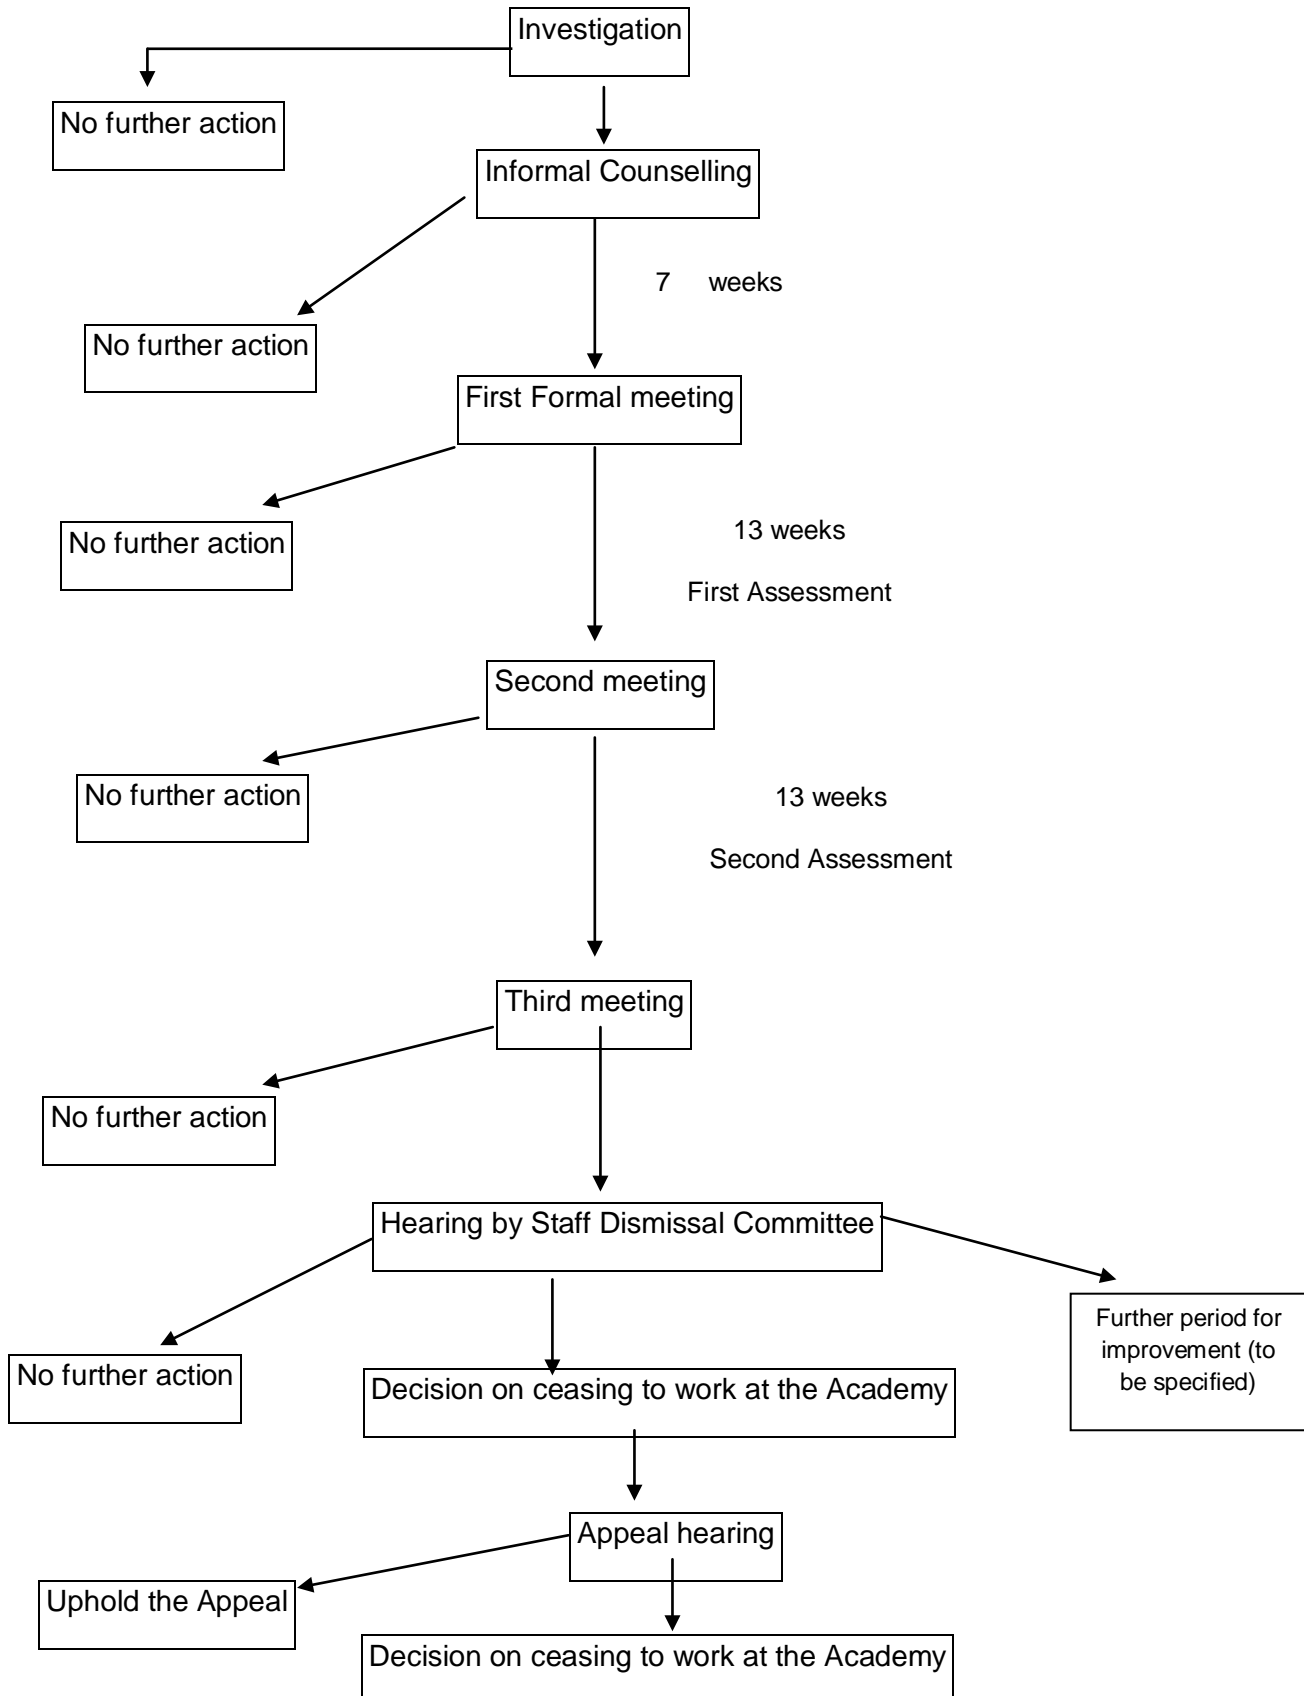 Investigation
No further action
Informal Counselling
7 weeks
No further action
First Formal meeting
No further action
13 weeks
First Assessment
Second meeting
No further action
13 weeks
Second Assessment
Third meeting
No further action
Hearing by Staff Dismissal Committee
Further period for
improvement (to
be specified)
No further action
Decision on ceasing to work at the Academy
Appeal hearing
Uphold the Appeal
Decision on ceasing to work at the Academy